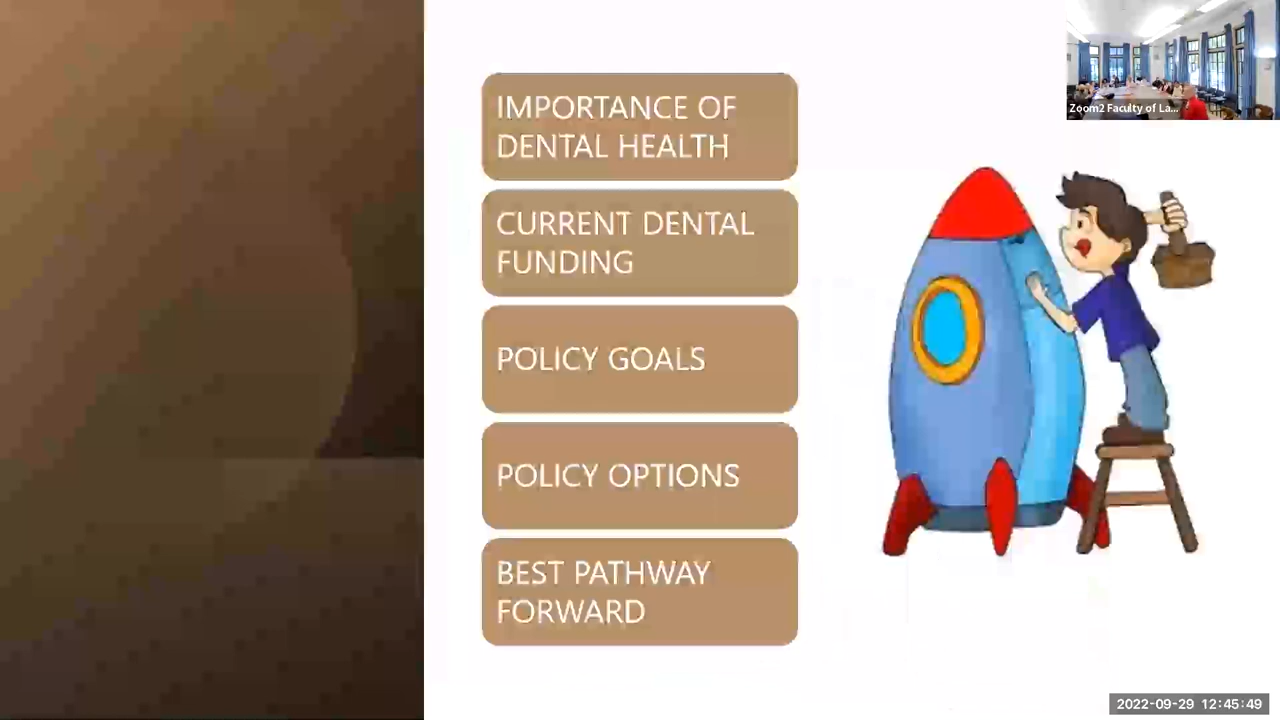 Zoom2 Faculty of La...
IMPORTANCE OF
DENTAL HEALTH
CURRENT DENTAL
FUNDING
POLICY GOALS
POLICY OPTIONS
BEST PATHWAY
FORWARD
2022-09-29 12:45:49